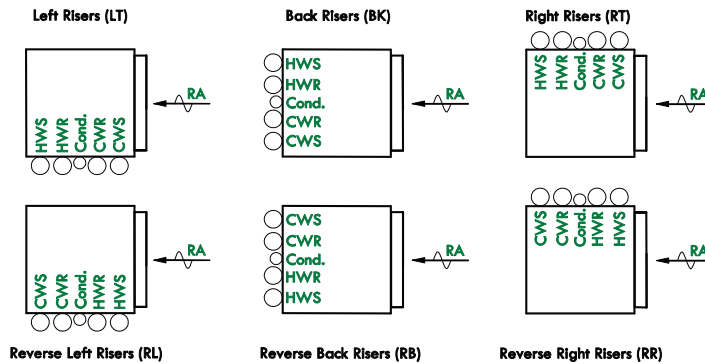 Left Risers (LT)
Back Risers (BK)
Right Risers (RT)
HWS
HWR
Cond.
CWR
CWS
RA
HWS
HWR
Cond.
CWR
CWS
RA
HWS
HWR
Cond.
CWR
CWS
RA
CWS
CWR
Cond.
HWR
HWS
RA
CWS
CWR
Cond.
HWR
HWS
RA
CWS
CWR
Cond.
HWR
HWS
RA
Reverse Left Risers (RL)
Reverse Back Risers (RB)
Reverse Right Risers (RR)